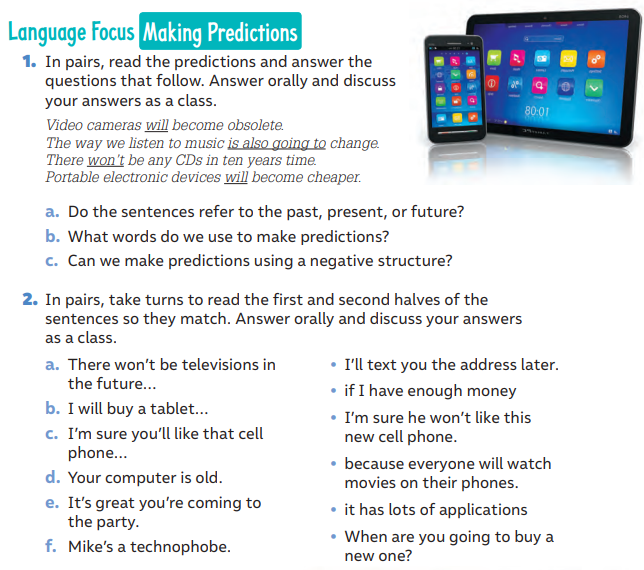 Language Focus Making Predictions
1. In pairs, read the predictions and answer the
questions that follow. Answer orally and discuss
your answers as a class.
Video cameras will become obsolete.
The way we listen to music is also going to change.
There won't be any CDs in ten years time.
Portable electronic devices will become cheaper.
a. Do the sentences refer to the past, present, or future?
b. What words do we use to make predictions?
c. Can we make predictions using a negative structure?
2. In pairs, take turns to read the first and second halves of the
sentences so they match. Answer orally and discuss your answers
as a class.
a. There won't be televisions in
the future...
b. I will buy a tablet...
c. I'm sure you'll like that cell
phone...
d. Your computer is old.
e. It's great you're coming to
the party.
f. Mike's a technophobe.
• I'll text you the address later.
• if I have enough money
• I'm sure he won't like this
new cell phone.
• because everyone will watch
movies on their phones.
• it has lots of applications
• When are you going to buy a
new one?
80:01